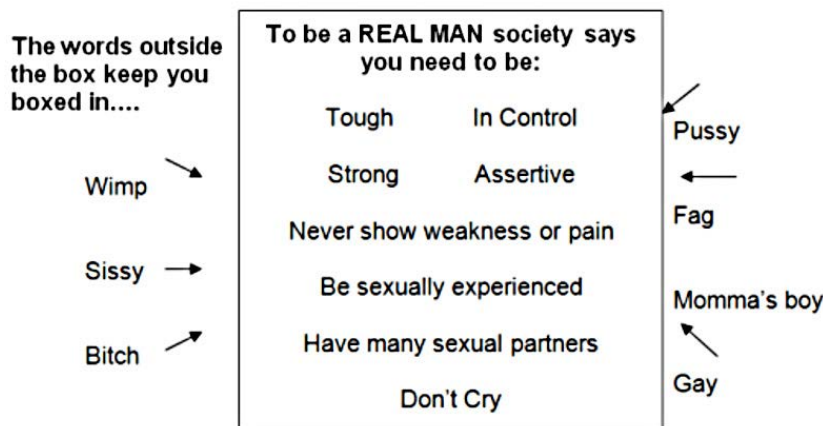 The words outside
the box keep you
boxed in....
Wimp
Sissy
Bitch
To be a REAL MAN society says
you need to be:
Tough In Control
Strong Assertive
Never show weakness or pain
Be sexually experienced
Have many sexual partners
Don't Cry
Pussy
Fag
Momma's boy
Gay